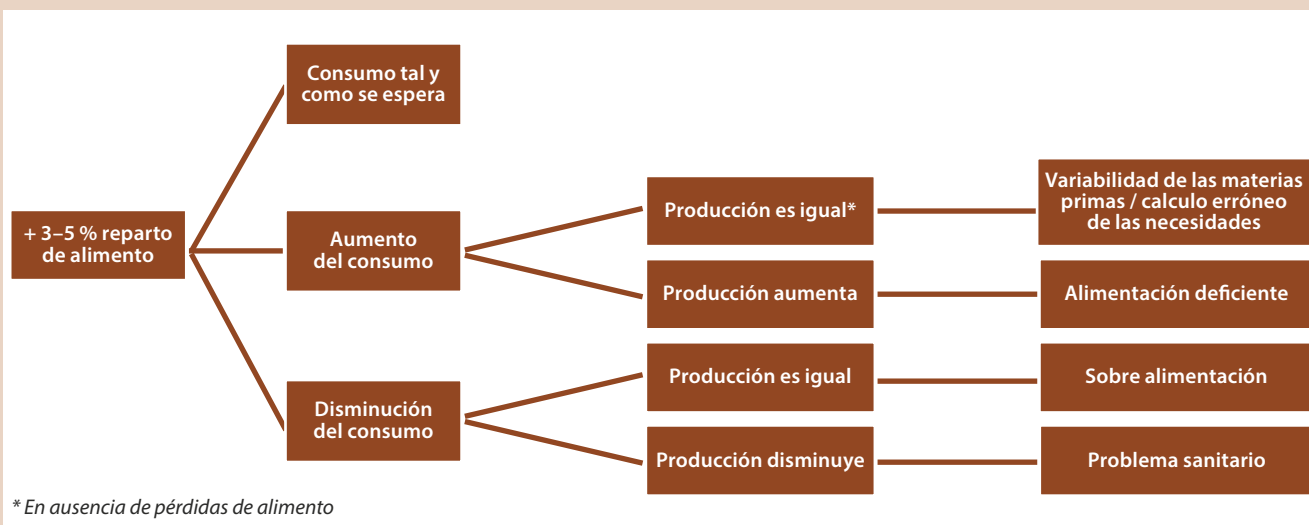 Consumo tal y
como se espera
+ 3–5 % reparto
de alimento
Aumento
del consumo
Disminución
del consumo
Producción es igual*
Producción aumenta
Producción es igual
Producción disminuye
Variabilidad de las materias
primas / calculo erróneo
de las necesidades
Alimentación deficiente
Sobre alimentación
Problema sanitario
* En ausencia de pérdidas de alimento